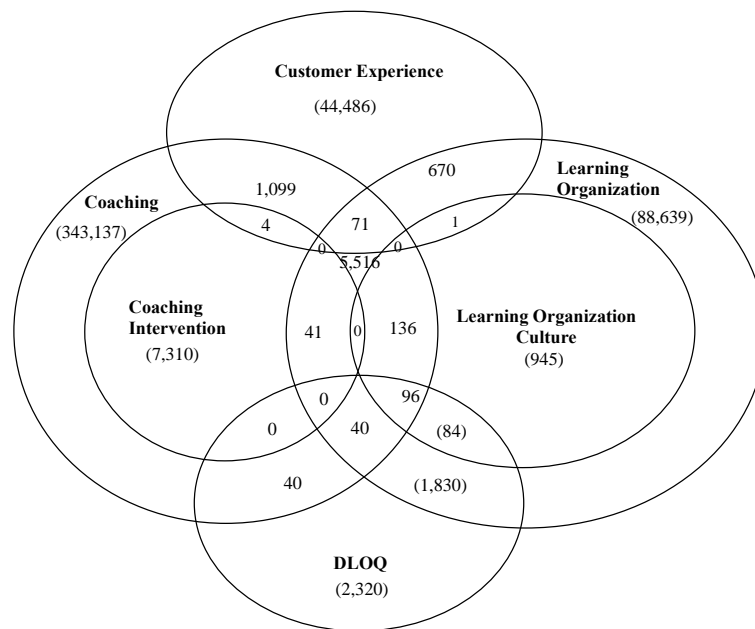 Customer Experience
(44,486)
670
Learning
Organization
(88,639)
1,099
Coaching
(343,137)
4
71
1
0
0
5,516
Coaching
Intervention
(7,310)
41
0
136
Learning Organization
Culture
(945)
0
96
0
40
(84)
40
(1,830)
DLOQ
(2,320)